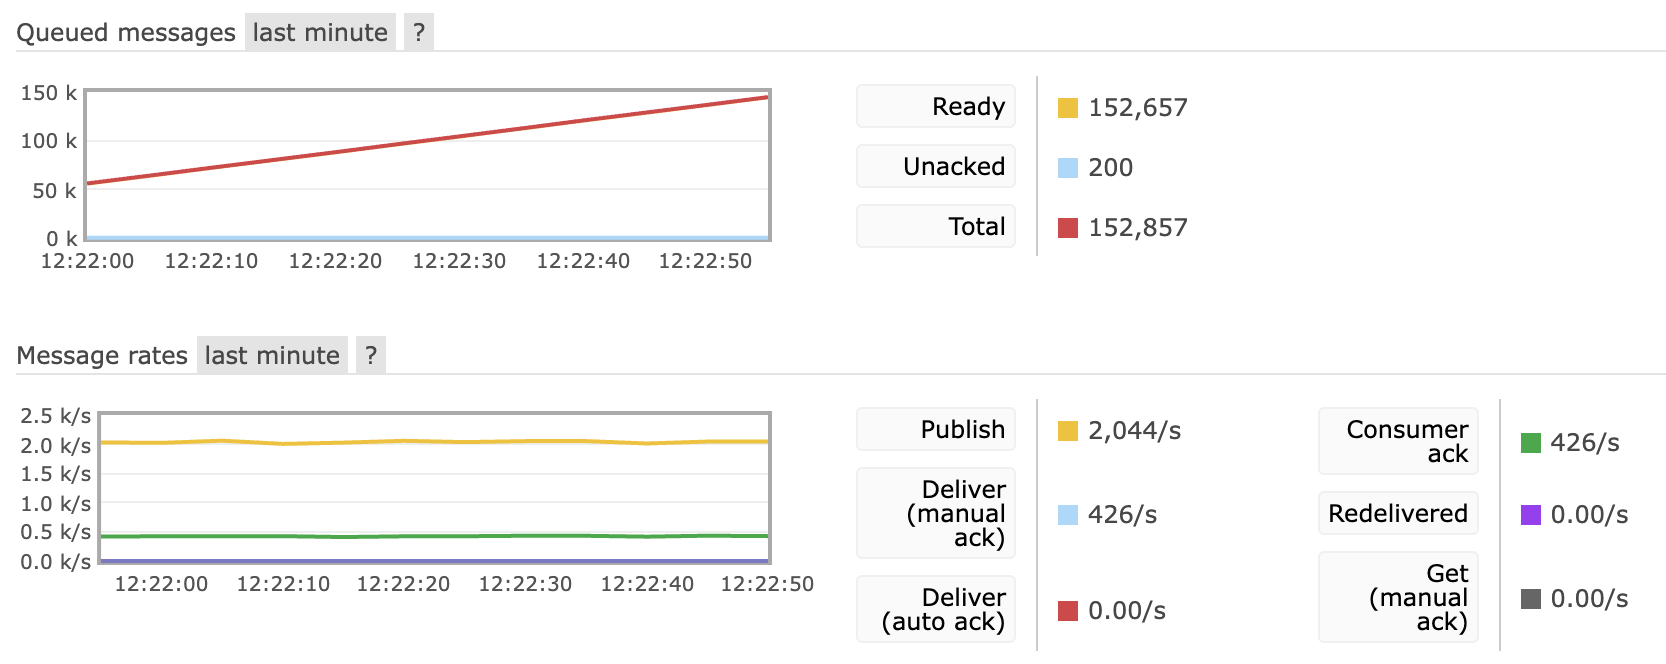 Queued messages last minute ?
150 k
100 k
50 k
0 k
12:22:00 12:22:10 12:22:20 12:22:30 12:22:40 12:22:50
Ready 152,657
Unacked 200
Total 152,857
Message rates last minute ?
2.5 k/s
2.0 k/s
1.5 k/s
1.0 k/s
0.5 k/s
0.0 k/s
12:22:00 12:22:10 12:22:20 12:22:30 12:22:40 12:22:50
Publish 2,044/s
Deliver
(manual 426/s
ack)
Deliver
(auto ack) 0.00/s
Consumer
ack 426/s
Redelivered 0.00/s
Get
(manual 0.00/s
ack)